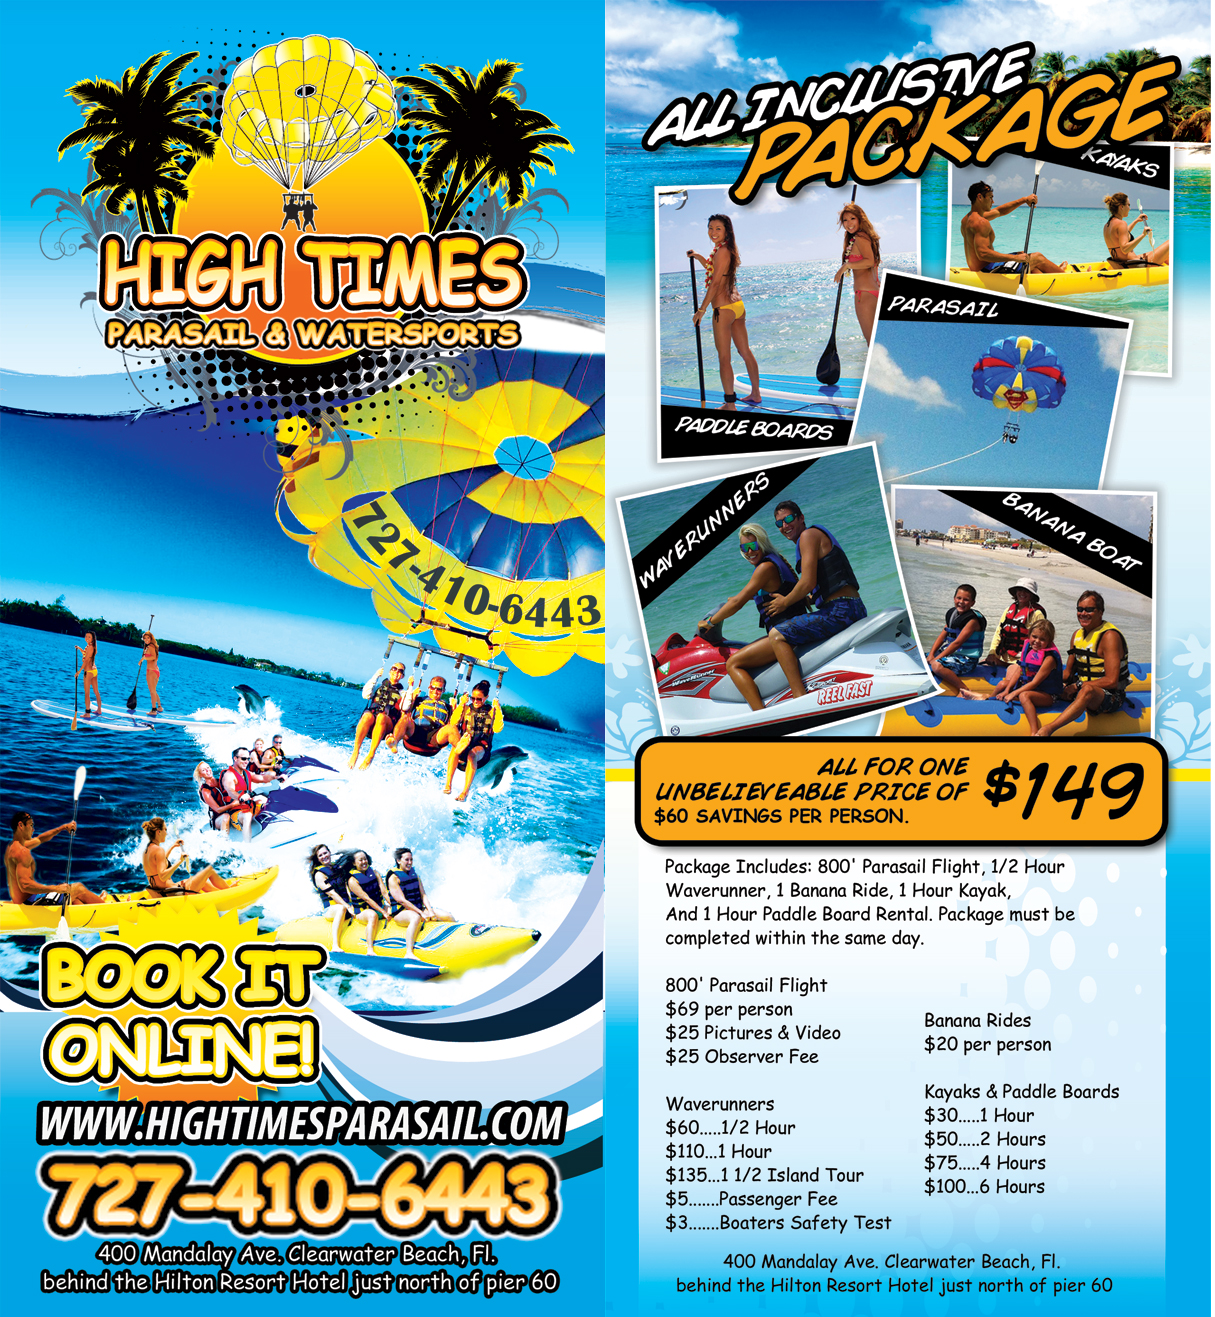 HIGH TIMES
PARASAIL & WATERSPORTS
727-410-6443
BOOK IT
ONLINE!
WWW.HIGHTIMESPARASAIL.COM
727-410-6443
400 Mandalay Ave. Clearwater Beach, Fl.
behind the Hilton Resort Hotel just north of pier 60
ALL INCLUSIVE
PACKAGE
KAYAKS
PARASAIL
PADDLE BOARDS
WAVERUNNERS
BANANA BOAT
REEL FAST
ALL FOR ONE
UNBELIEVEABLE PRICE OF
$149
$60 SAVINGS PER PERSON.
Package Includes: 800' Parasail Flight, 1/2 Hour
Waverunner, 1 Banana Ride, 1 Hour Kayak,
And 1 Hour Paddle Board Rental. Package must be
completed within the same day.
800' Parasail Flight
$69 per person
$25 Pictures & Video
$25 Observer Fee
Waverunners
$60.....1/2 Hour
$110...1 Hour
$135...1 1/2 Island Tour
$5.......Passenger Fee
$3.......Boaters Safety Test
Banana Rides
$20 per person
Kayaks & Paddle Boards
$30.....1 Hour
$50.....2 Hours
$75.....4 Hours
$100...6 Hours
400 Mandalay Ave. Clearwater Beach, Fl.
behind the Hilton Resort Hotel just north of pier 60